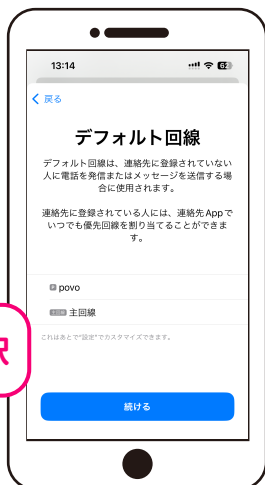 13:14
62
戻る
デフォルト回線
デフォルト回線は、連絡先に登録されていない
人に電話を発信またはメッセージを送信する場
合に使用されます。
連絡先に登録されている人には、連絡先Appで
いつでも優先回線を割り当てることができま
す。
P povo
主回線
これはあとで"設定"でカスタマイズできます。
択
続ける